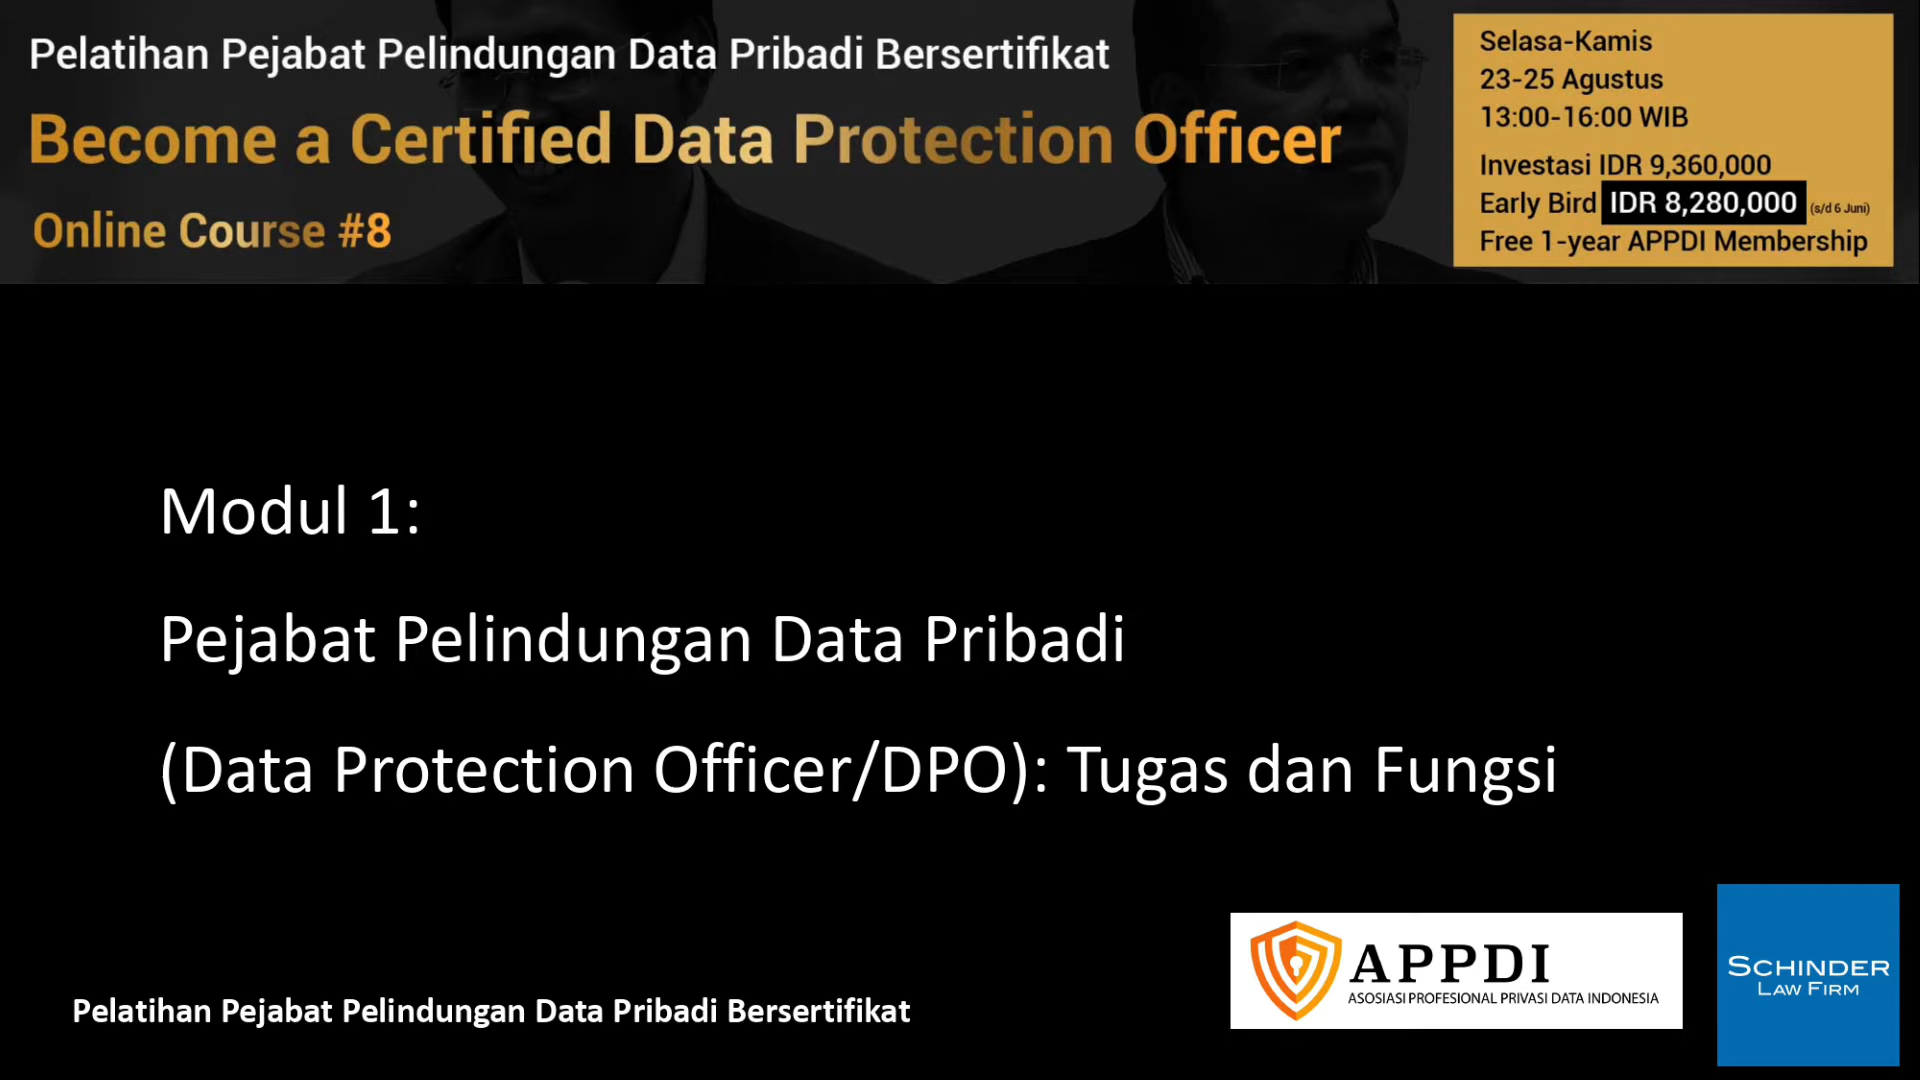 Pelatihan Pejabat Pelindungan Data Pribadi Bersertifikat
Become a Certified Data Protection Officer
Online Course #8
Selasa-Kamis
23-25 Agustus
13:00-16:00 WIB
Investasi IDR 9,360,000
Early Bird IDR 8,280,000 (s/d 6 Juni)
Free 1-year APPDI Membership
Modul 1:
Pejabat Pelindungan Data Pribadi
(Data Protection Officer/DPO): Tugas dan Fungsi
Pelatihan Pejabat Pelindungan Data Pribadi Bersertifikat
APPDI
ASOSIASI PROFESIONAL PRIVASI DATA INDONESIA
SCHINDER
LAW FIRM